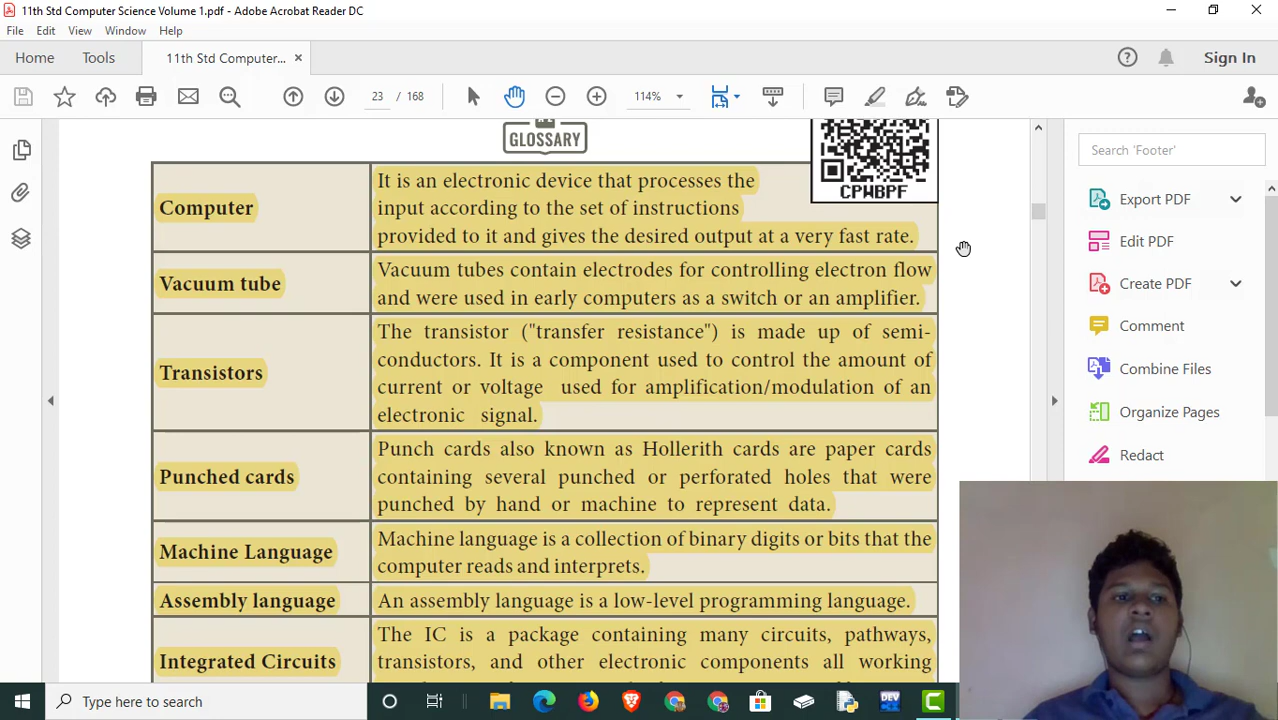 11th Std Computer Science Volume 1.pdf - Adobe Acrobat Reader DC
File Edit View Window Help
Home Tools 11th Std Computer... × Sign In
23 / 168 114%
GLOSSARY
CPWBPF
Search 'Footer'
Computer
It is an electronic device that processes the
input according to the set of instructions
provided to it and gives the desired output at a very fast rate.
Vacuum tube
Vacuum tubes contain electrodes for controlling electron flow
and were used in early computers as a switch or an amplifier.
Transistors
The transistor ("transfer resistance") is made up of semi-
conductors. It is a component used to control the amount of
current or voltage used for amplification/modulation of an
electronic signal.
Punched cards
Punch cards also known as Hollerith cards are paper cards
containing several punched or perforated holes that were
punched by hand or machine to represent data.
Machine Language
Machine language is a collection of binary digits or bits that the
computer reads and interprets.
Assembly language
An assembly language is a low-level programming language.
Integrated Circuits
The IC is a package containing many circuits, pathways,
transistors, and other electronic components all working
Export PDF
Edit PDF
Create PDF
Comment
Combine Files
Organize Pages
Redact
Type here to search
DEV